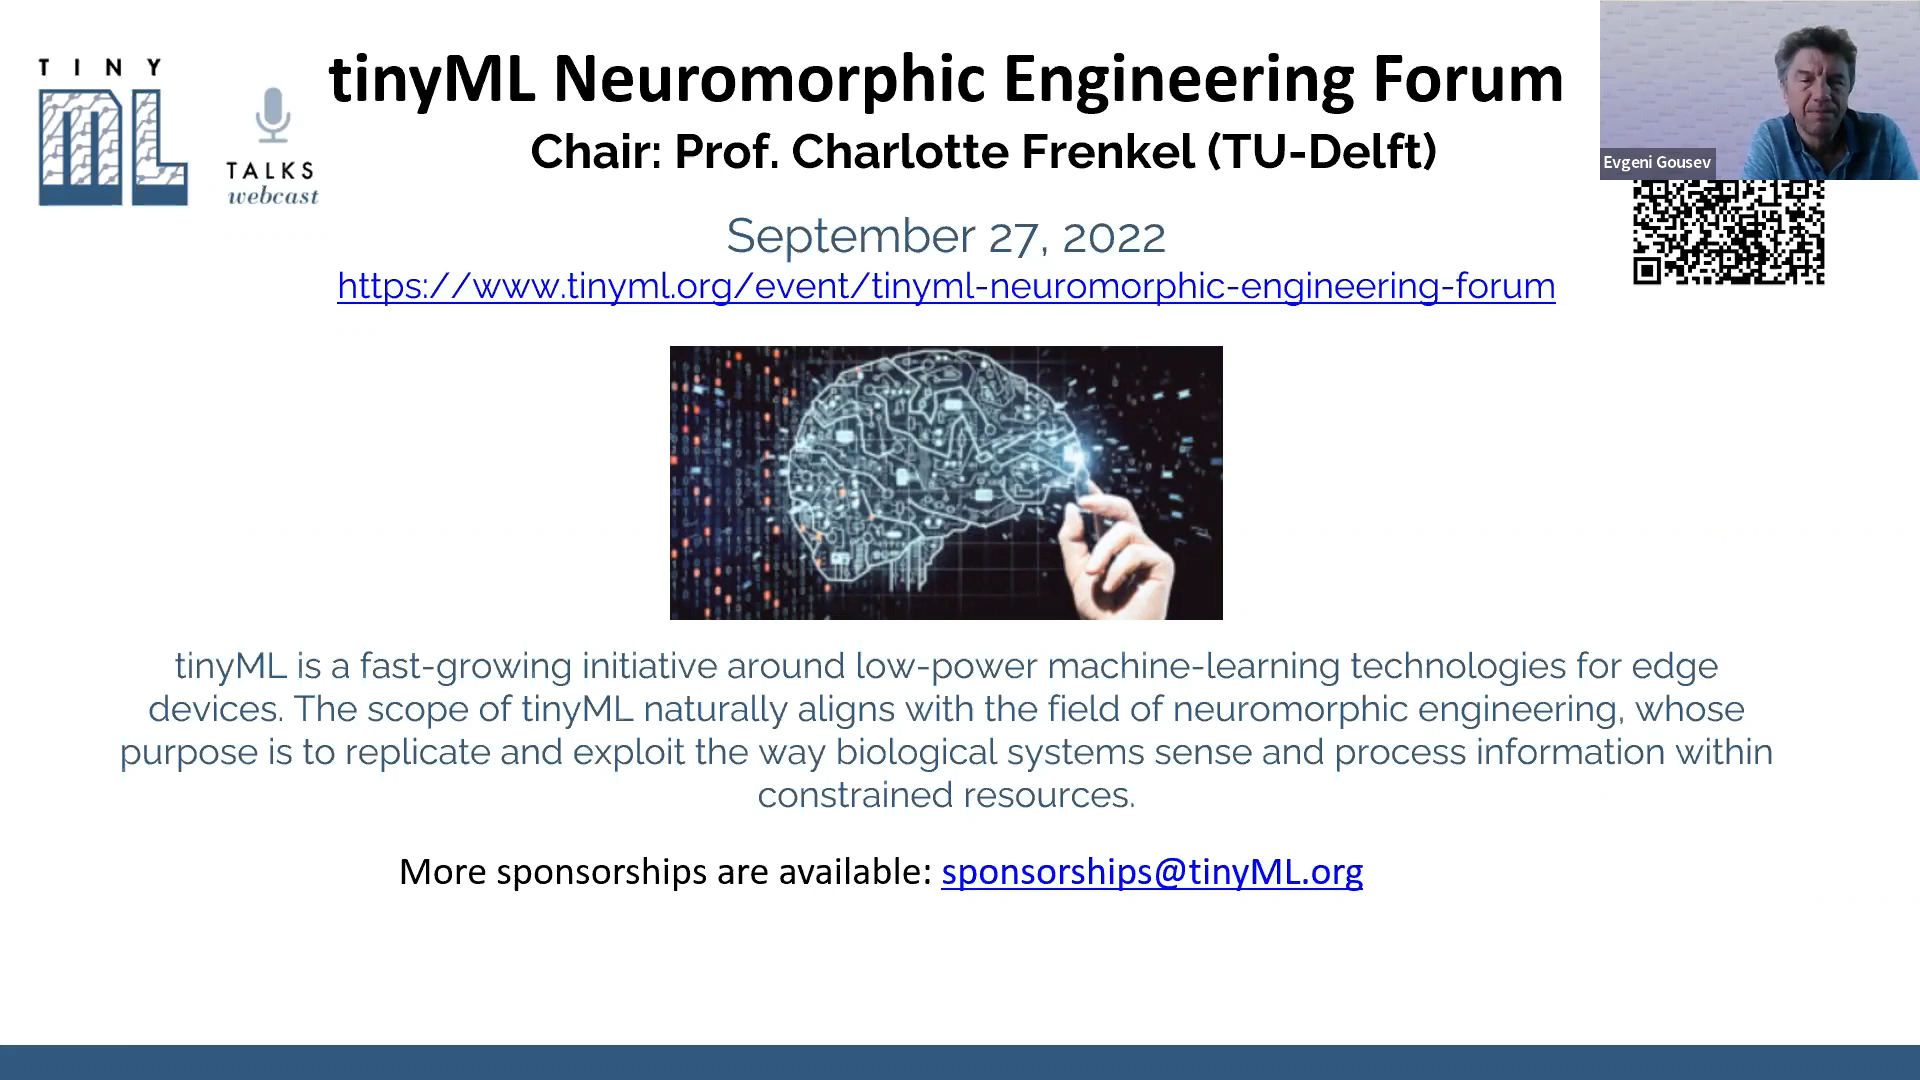 TINY
ML
TALKS
webcast
tinyML Neuromorphic Engineering Forum
Chair: Prof. Charlotte Frenkel (TU-Delft)
Evgeni Gousev
September 27, 2022
https://www.tinyml.org/event/tinyml-neuromorphic-engineering-forum
tinyML is a fast-growing initiative around low-power machine-learning technologies for edge
devices. The scope of tinyML naturally aligns with the field of neuromorphic engineering, whose
purpose is to replicate and exploit the way biological systems sense and process information within
constrained resources.
More sponsorships are available: sponsorships@tinyML.org